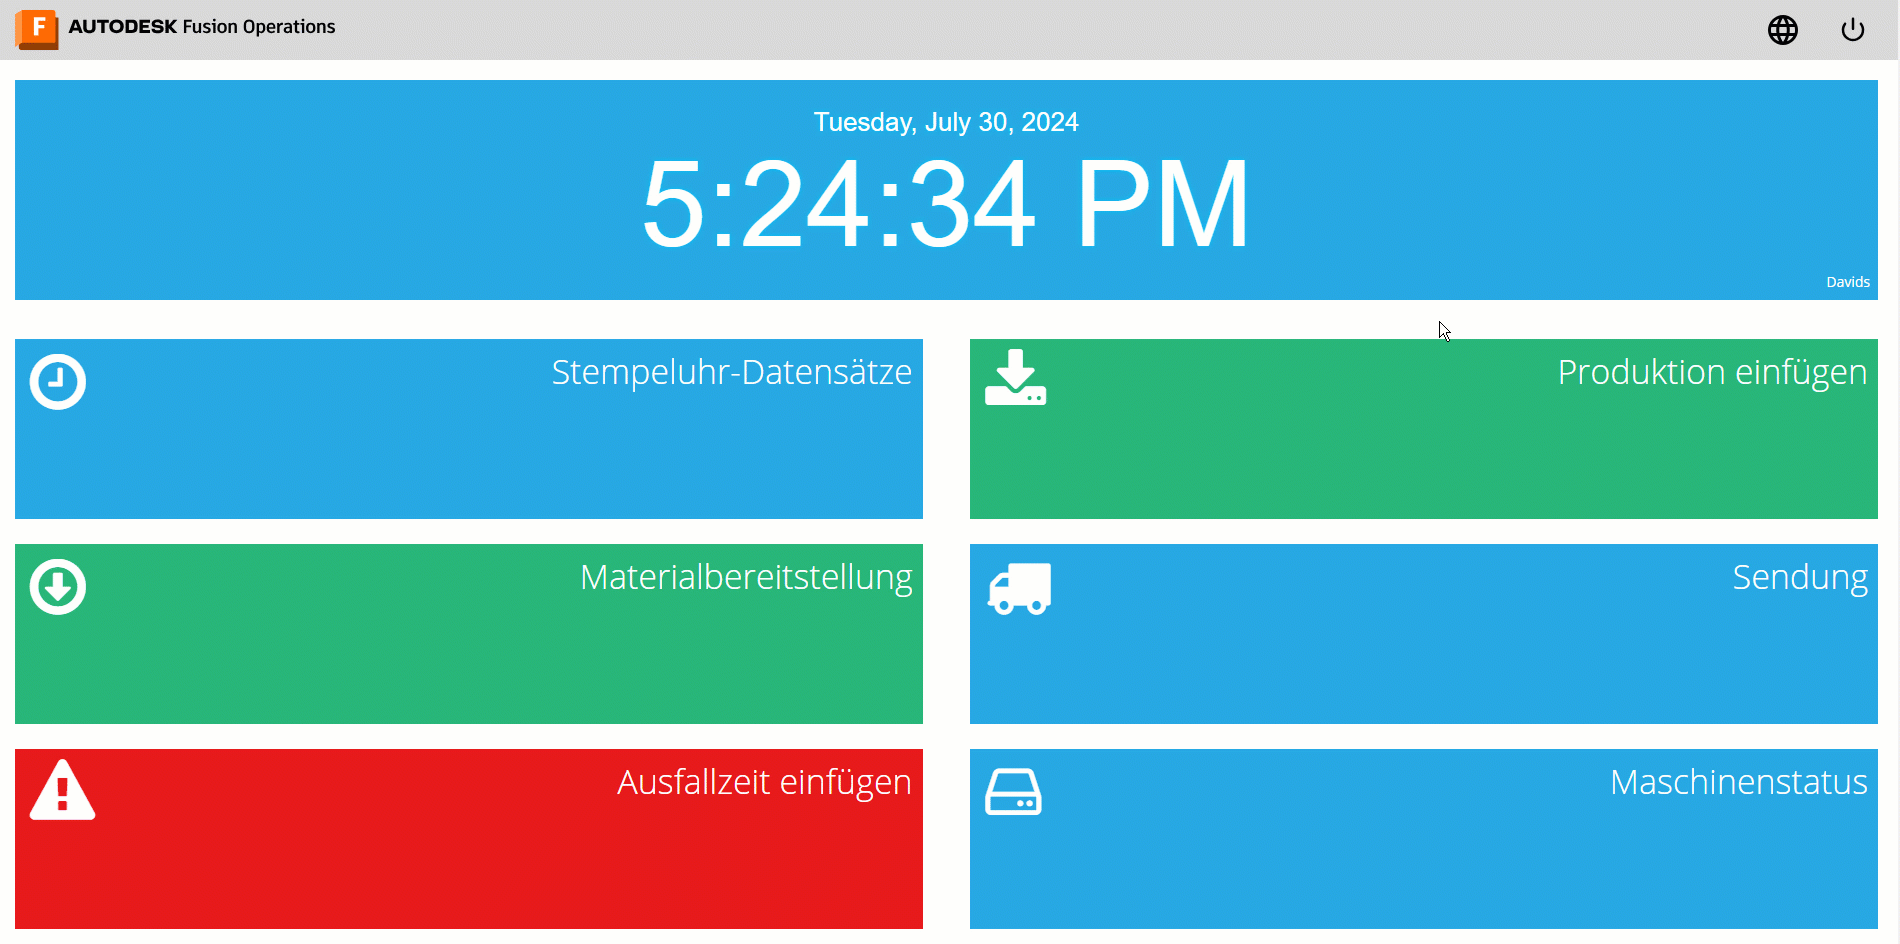 F AUTODESK Fusion Operations
Tuesday, July 30, 2024
5:24:34 PM
Davids
Stempeluhr-Datensätze
Produktion einfügen
Materialbereitstellung
Sendung
Ausfallzeit einfügen
Maschinenstatus